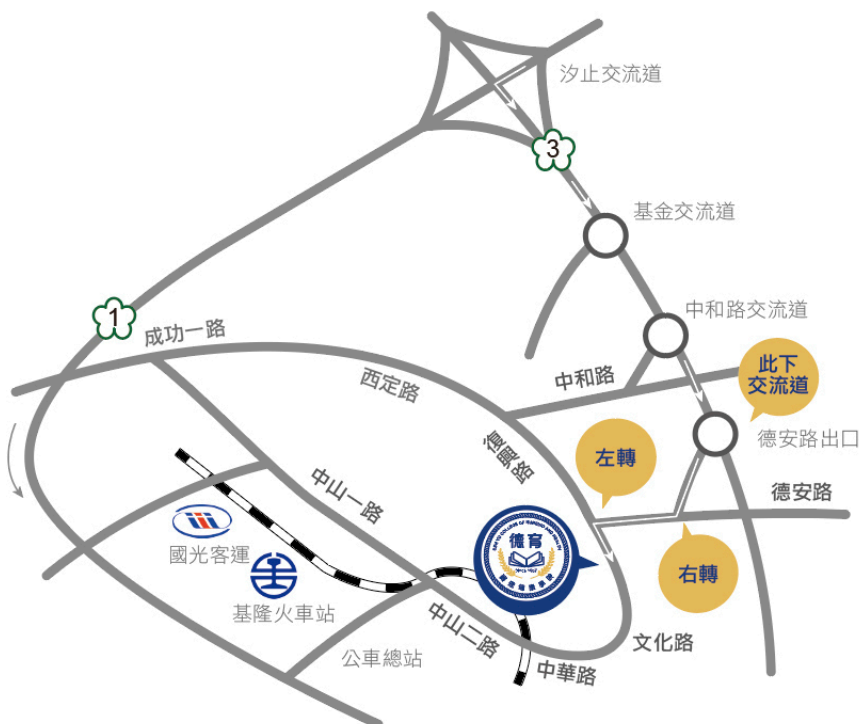 汐止交流道
3
基金交流道
1
中和路交流道
成功一路
此下
交流道
中和路
西定路
復興路
德安路出口
左轉
德安路
中山一路
國光客運
德育
基隆火車站
右轉
中山二路
文化路
公車總站
中華路